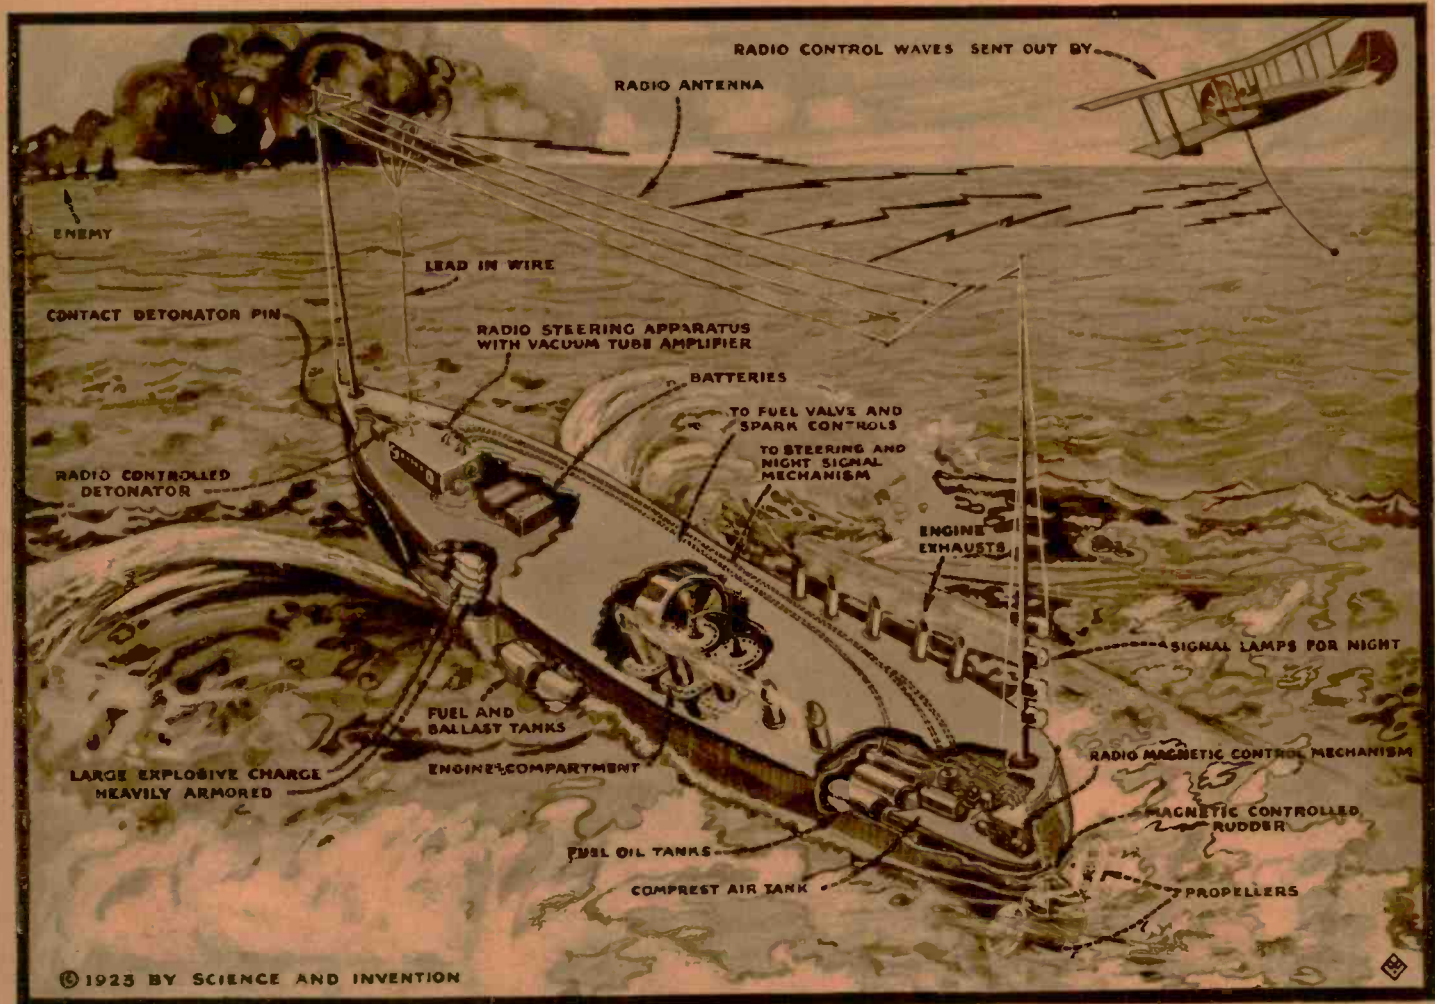 RADIO CONTROL WAVES SENT OUT BY
RADIO ANTENNA
ENEMY
LEAD IN WIRE
CONTACT DETONATOR PIN
RADIO STEERING APPARATUS
WITH VACUUM TUBE AMPLIFIER
BATTERIES
TO FUEL VALVE AND
SPARK CONTROLS
TO STEERING AND
NIGHT SIGNAL
MECHANISM
RADIO CONTROLLED
DETONATOR
ENGINE
EXHAUSTS
SIGNAL LAMPS FOR NIGHT
FUEL AND
BALLAST TANKS
ENGINE COMPARTMENT
LARGE EXPLOSIVE CHARGE
HEAVILY ARMORED
RADIO MAGNETIC CONTROL MECHANISM
MAGNETIC CONTROLLED
RUDDER
FUEL OIL TANKS
COMPREST AIR TANK
PROPELLERS
© 1923 BY SCIENCE AND INVENTION